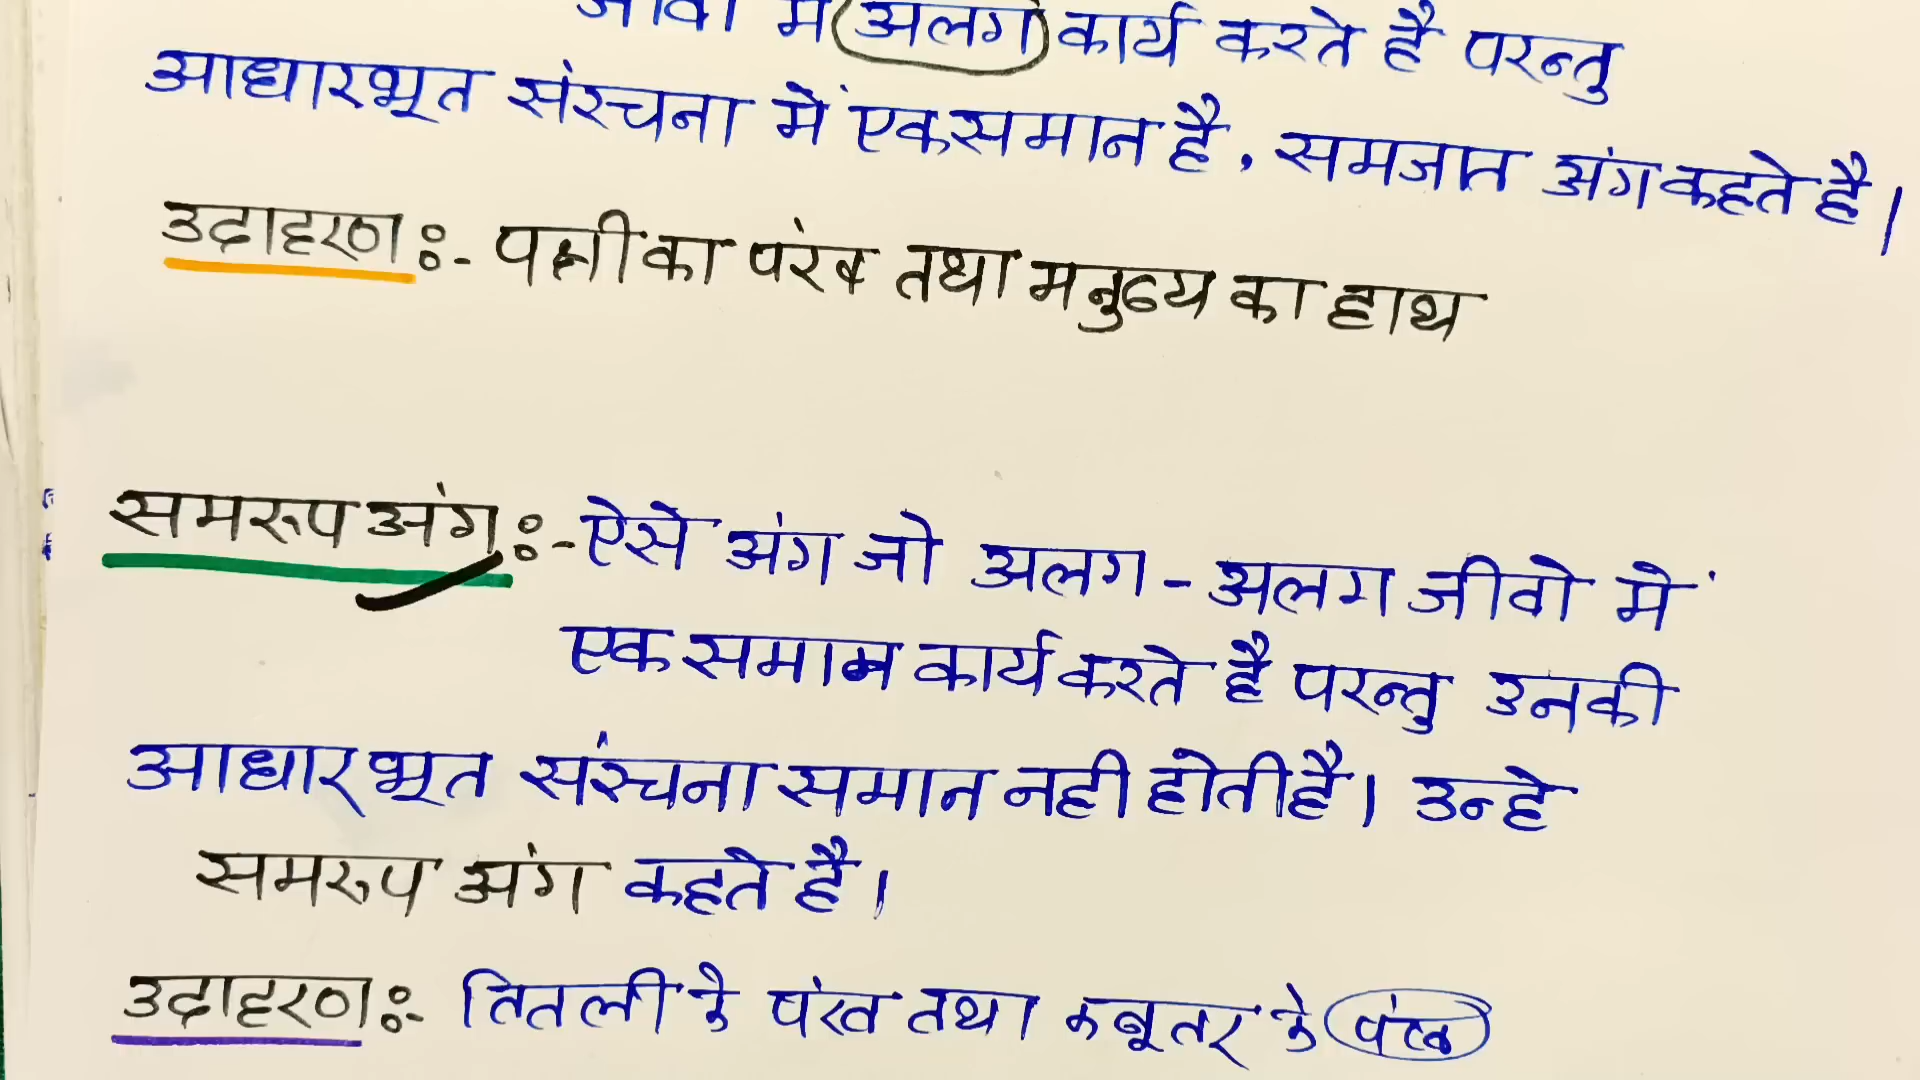 जीवो में अलग कार्य करते है परन्तु
आधारभूत संरचना में एकसमान है, समजात अंग कहते है।
उदाहरण :- पक्षी का पंख तथा मनुष्य का हाथ
समरुप अंग :- ऐसे अंग जो अलग - अलग जीवो में
एक समान कार्य करते है परन्तु उनकी
आधारभूत संरचना समान नही होती है। उन्हे
समरुप अंग कहते है।
उदाहरण :- तितली के पंख तथा कबूतर के पंख